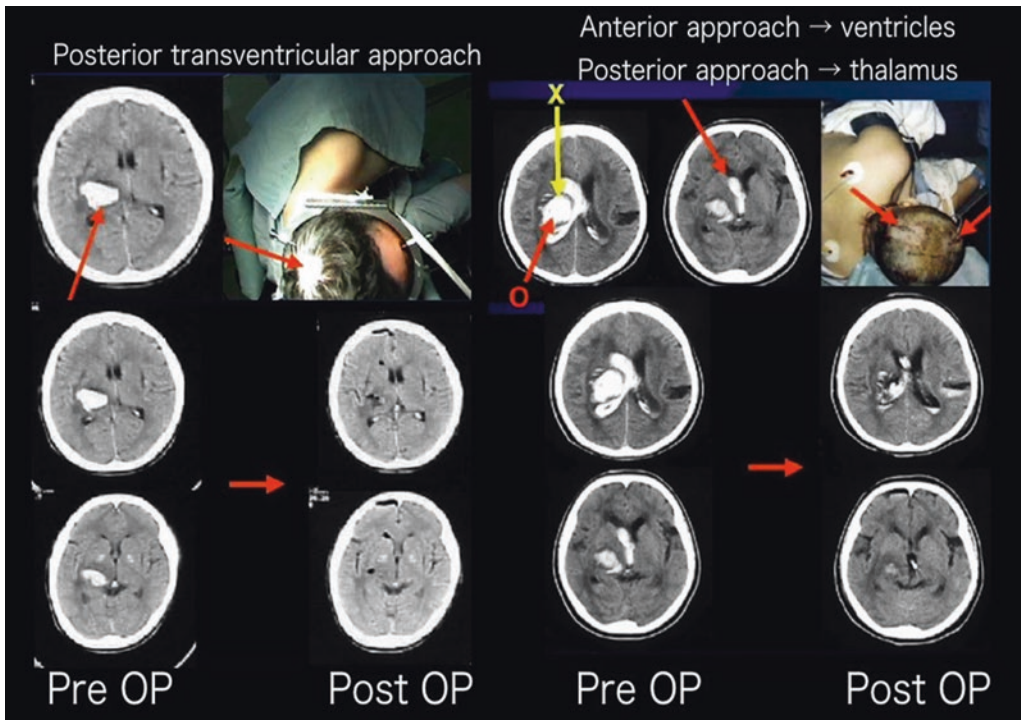 Posterior transventricular approach
Anterior approach → ventricles
Posterior approach → thalamus
X
O
Pre OP
Post OP
Pre OP
Post OP